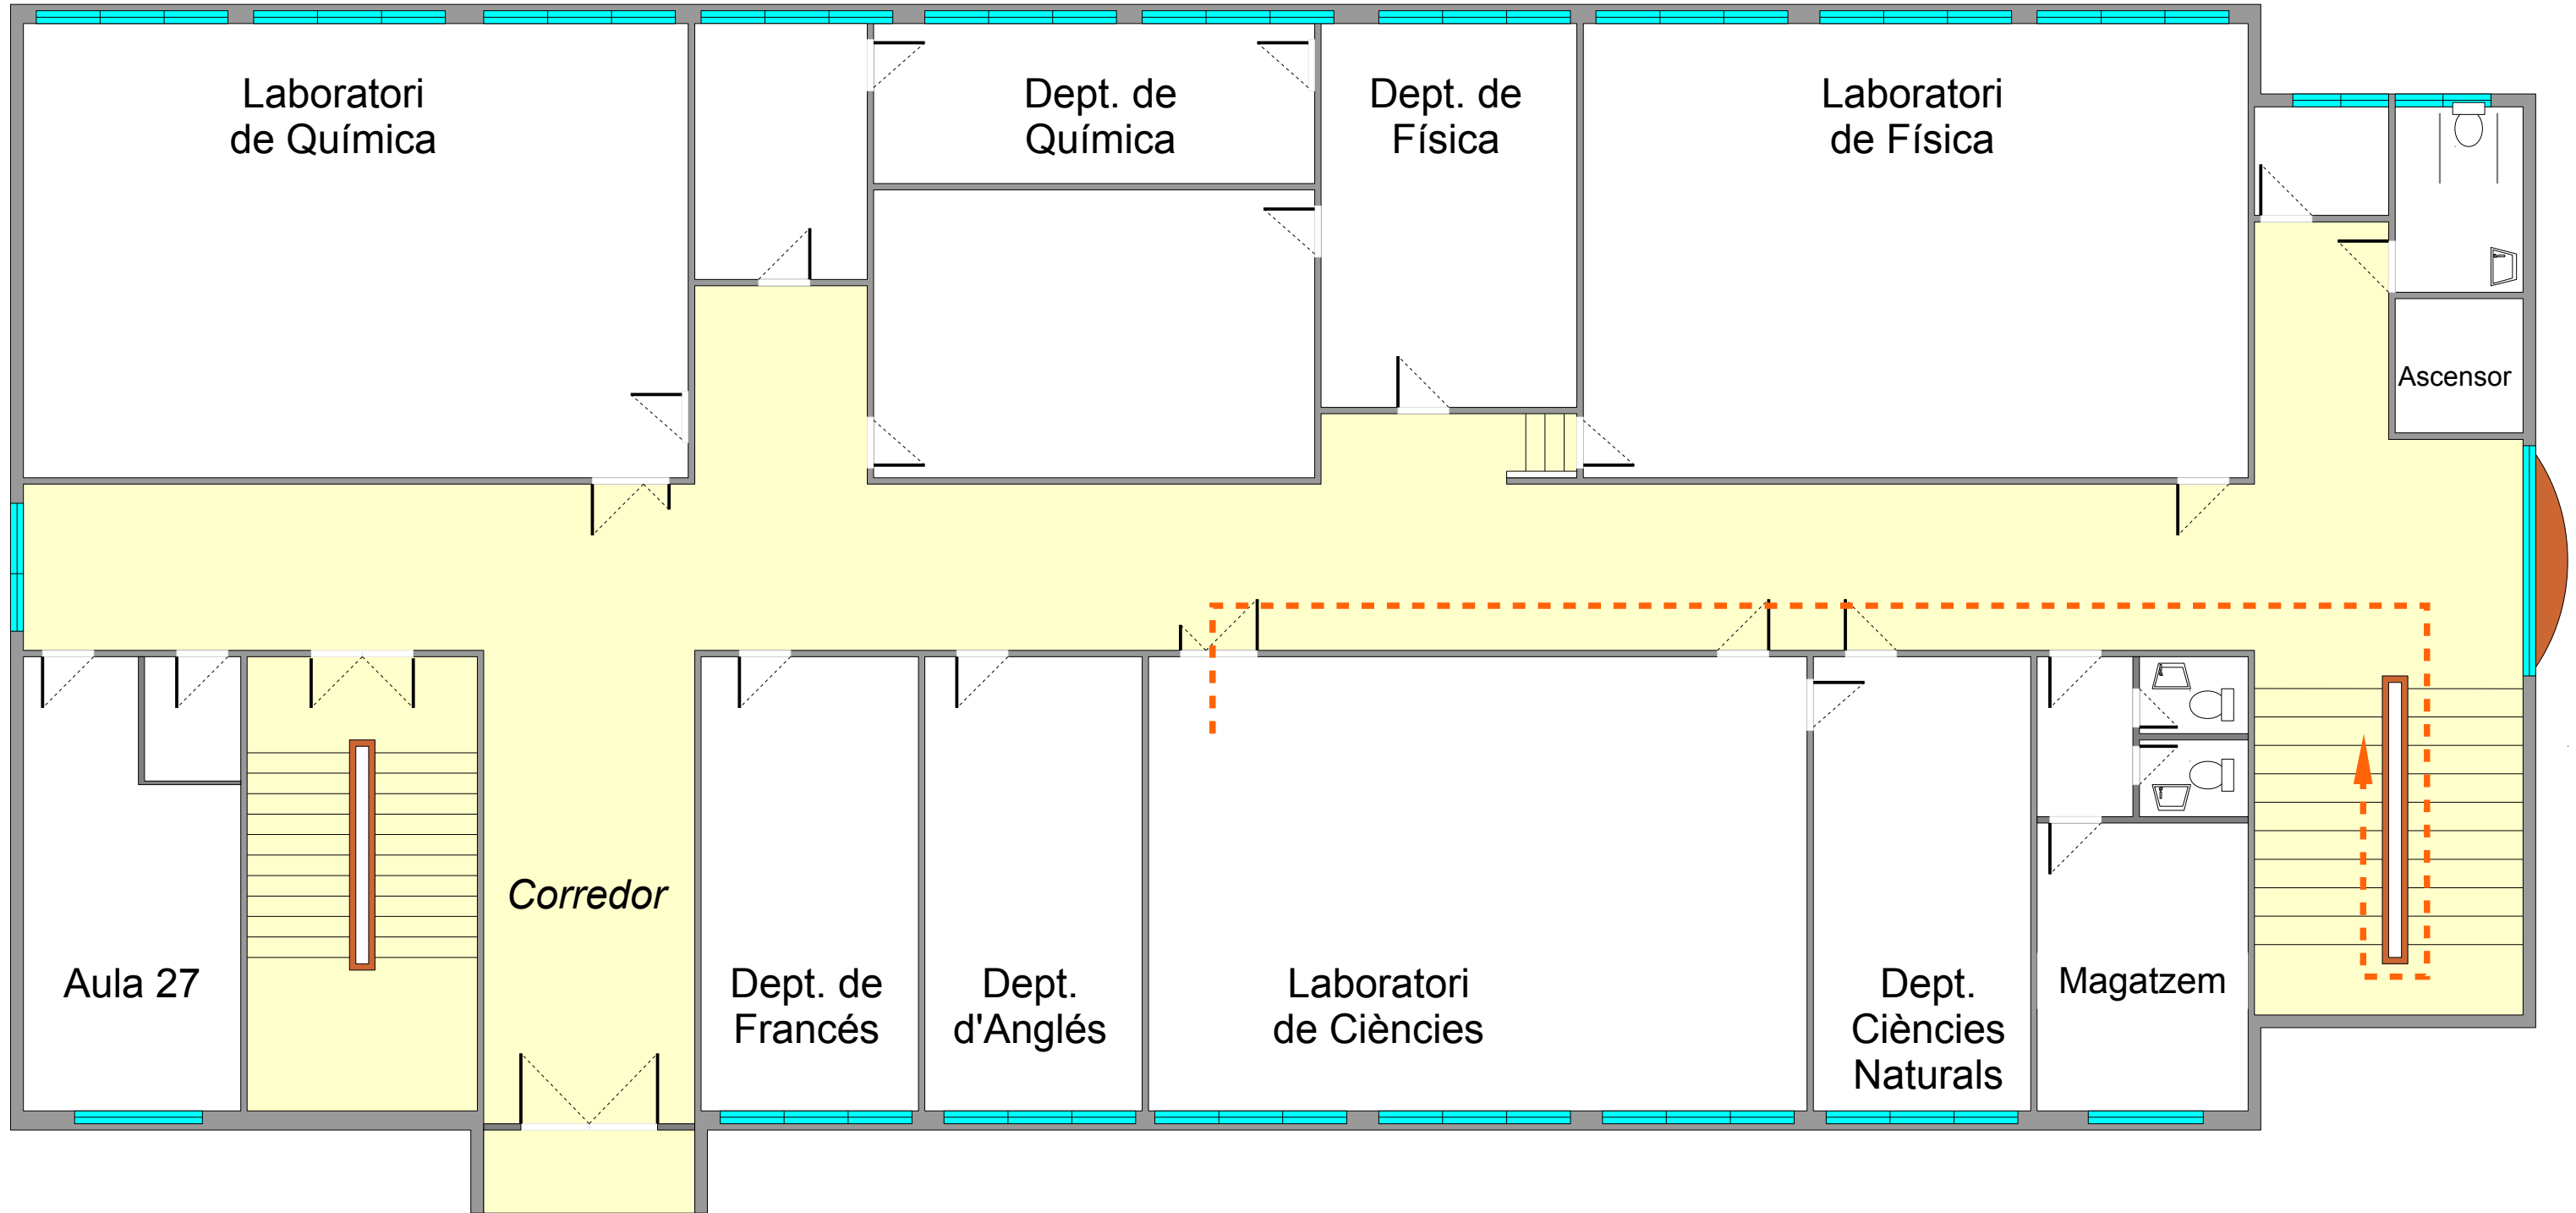 Laboratori
de Química
Dept. de
Química
Dept. de
Física
Laboratori
de Física
Ascensor
Corredor
Aula 27
Dept. de
Francés
Dept.
d'Anglés
Laboratori
de Ciències
Dept.
Ciències
Naturals
Magatzem